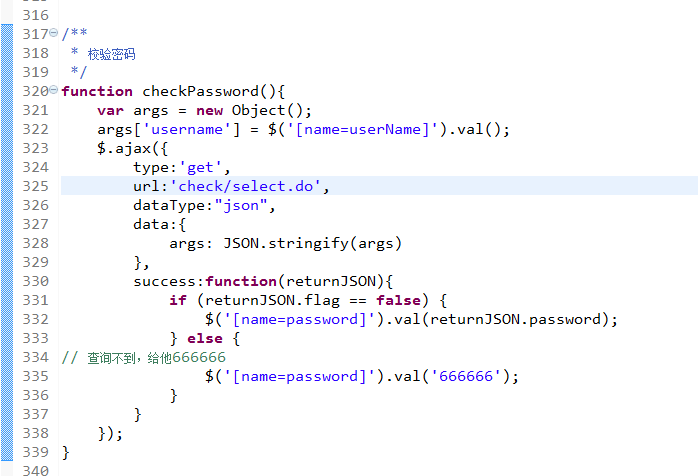 316
317 /**
318  * 校验密码
319  */
320 function checkPassword(){
321     var args = new Object();
322     args['username'] = $('[name=userName]').val();
323     $.ajax({
324         type:'get',
325         url:'check/select.do',
326         dataType:"json",
327         data:{
328             args: JSON.stringify(args)
329         },
330         success:function(returnJSON){
331             if (returnJSON.flag == false) {
332                 $('[name=password]').val(returnJSON.password);
333             } else {
334 // 查询不到，给他666666
335                 $('[name=password]').val('666666');
336             }
337         }
338     });
339 }
340